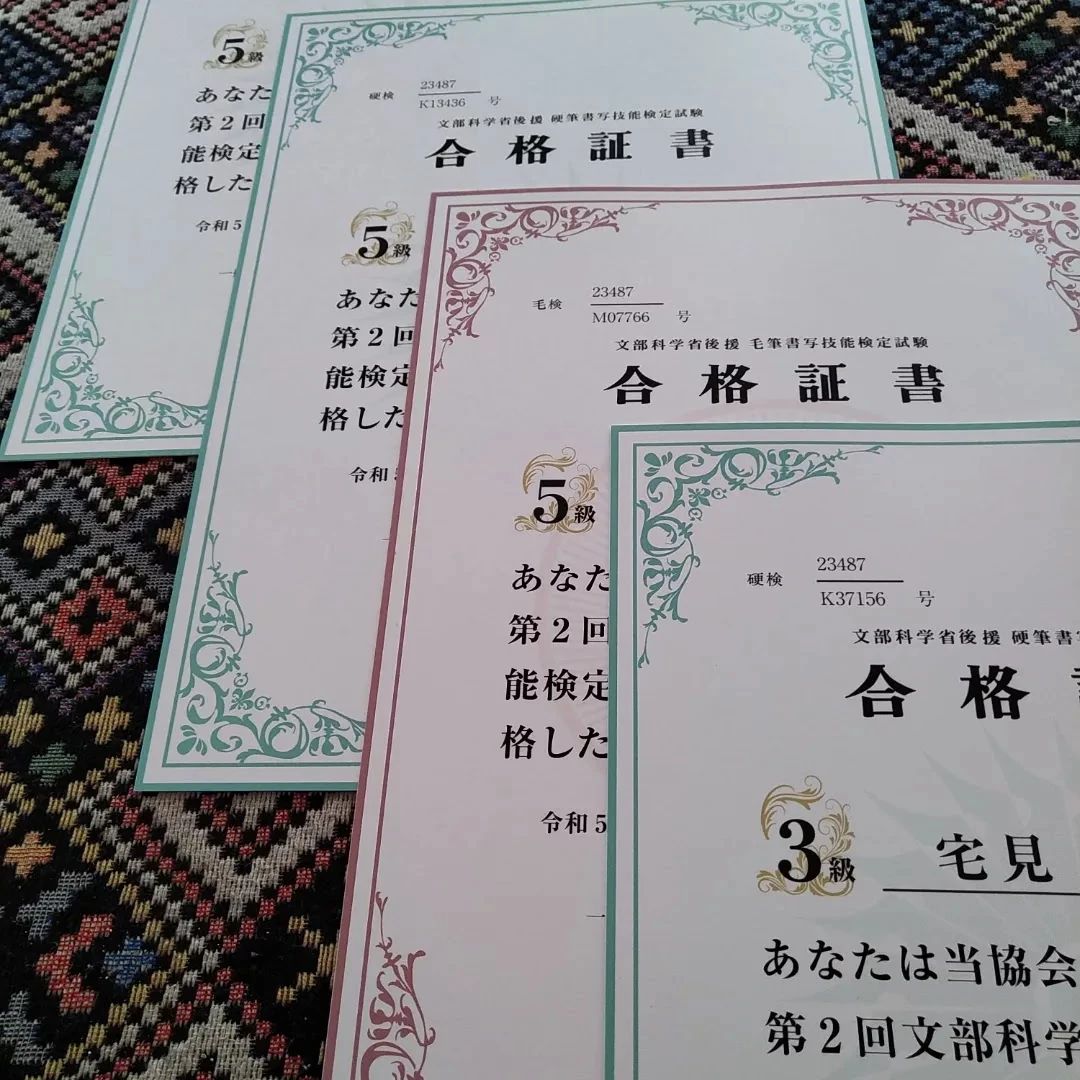 5級
あなた
第2回
能検定
格した
令和5
硬検 23487
K13436 号
文部科学省後援 硬筆書写技能検定試験
合格証書
5級
あなた
第2回
能検定
格した
令和5
毛検 23487
M07766 号
文部科学省後援 毛筆書写技能検定試験
合格証書
5級
あなた
第2回
能検定
格した
令和5
硬検 23487
K37156 号
文部科学省後援 硬筆書
合格
3級 宅見
あなたは当協会
第2回文部科学